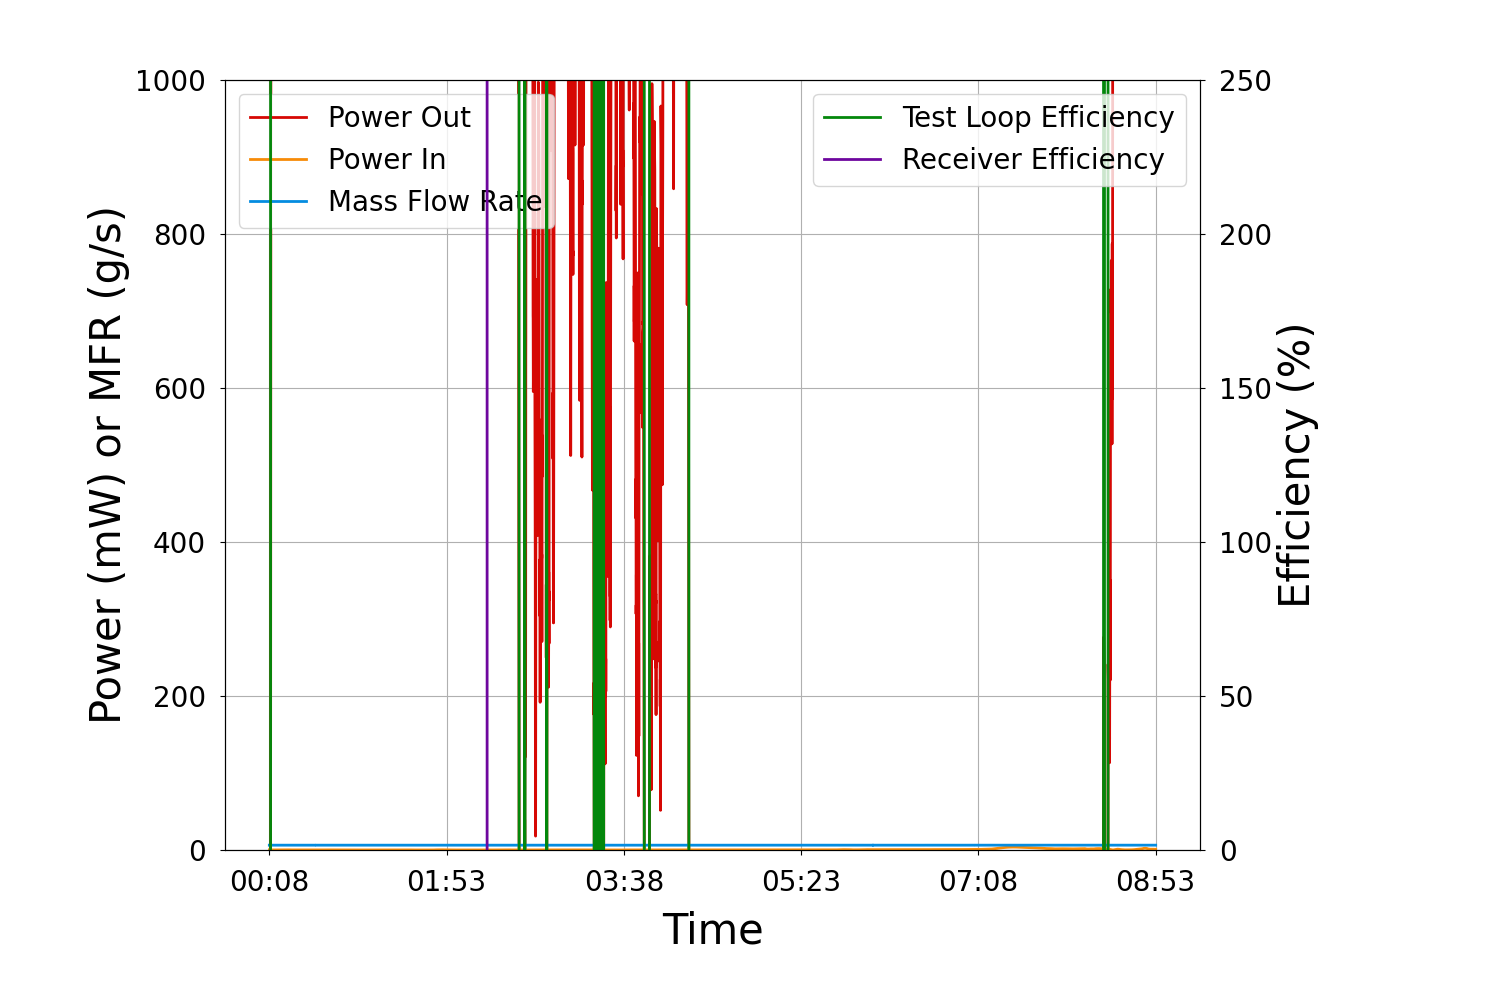 1000
800
600
400
200
0
Power (mW) or MFR (g/s)
Power Out
Power In
Mass Flow Rate
Test Loop Efficiency
Receiver Efficiency
250
200
150
100
50
0
Efficiency (%)
00:08 01:53 03:38 05:23 07:08 08:53
Time